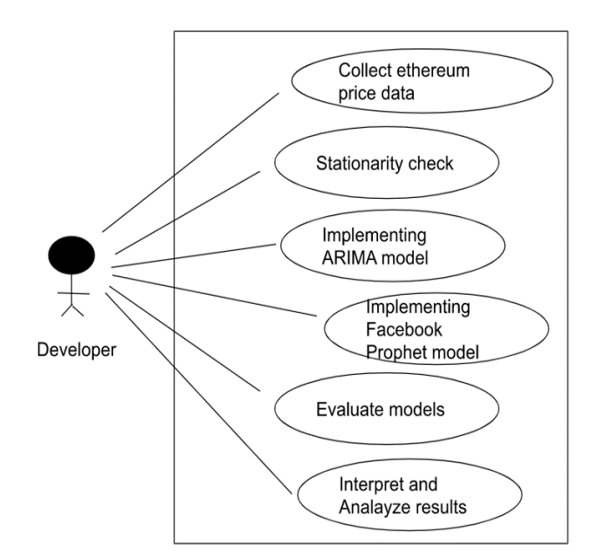 Collect ethereum
price data
Stationarity check
Implementing
ARIMA model
Implementing
Facebook
Prophet model
Developer
Evaluate models
Interpret and
Analayze results